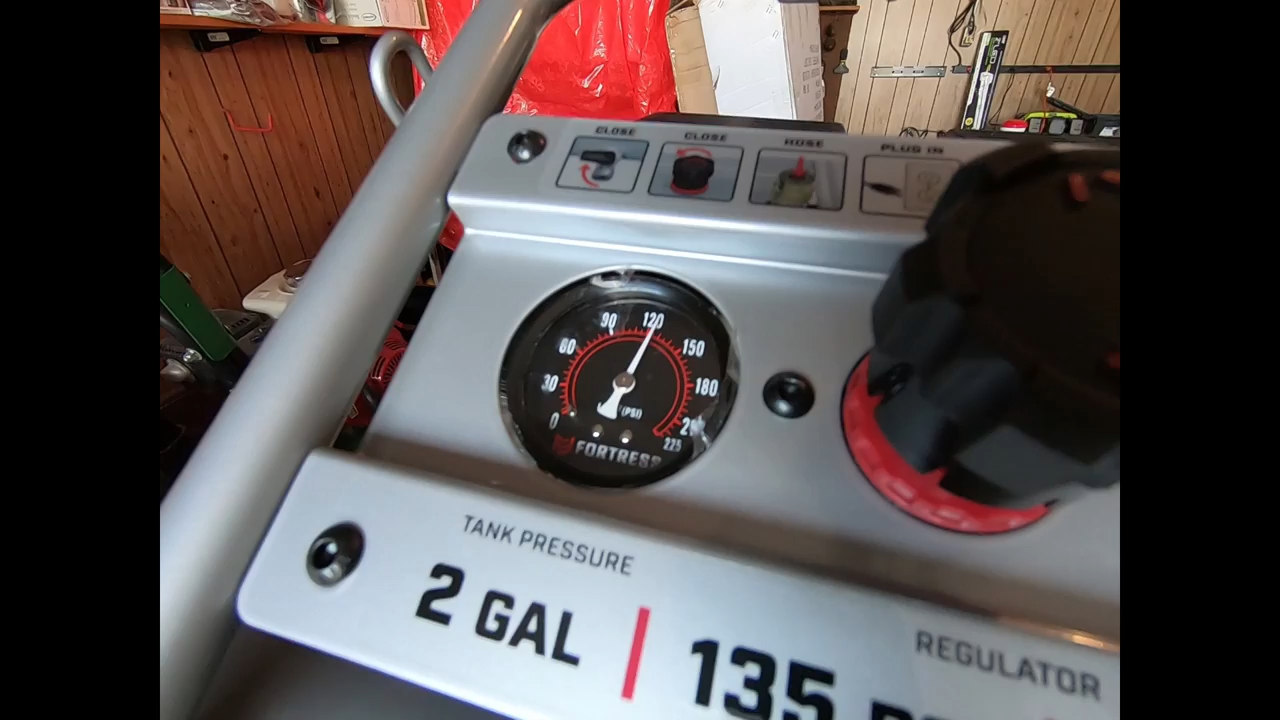 CLOSE
CLOSE
HOSE
PLUG IN
0
30
60
90
120
150
180
225
(PSI)
FORTRESS
TANK PRESSURE
2 GAL | 135
REGULATOR